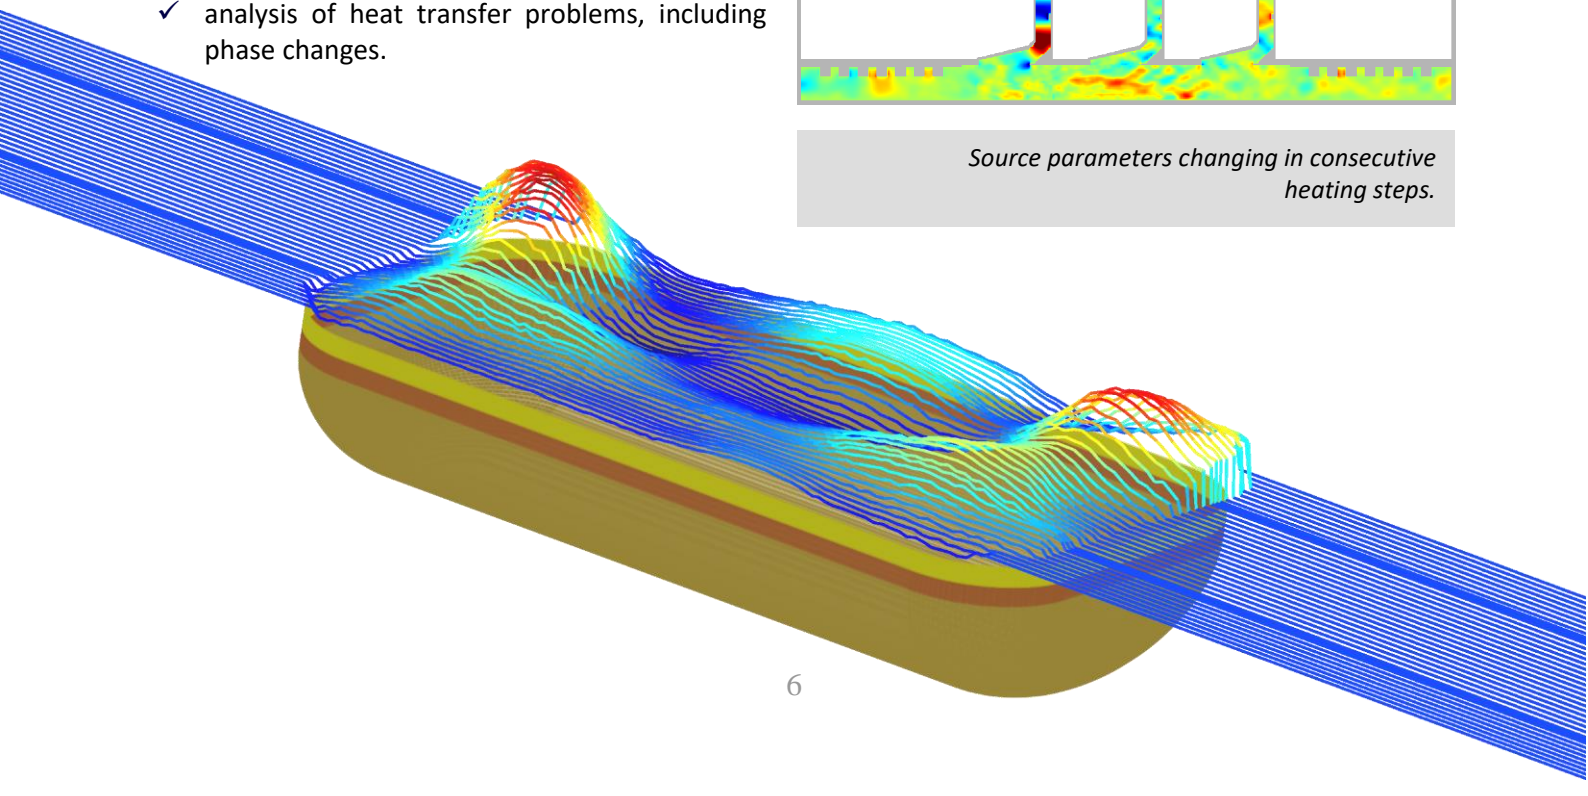 ✓ analysis of heat transfer problems, including
phase changes.
Source parameters changing in consecutive
heating steps.
6